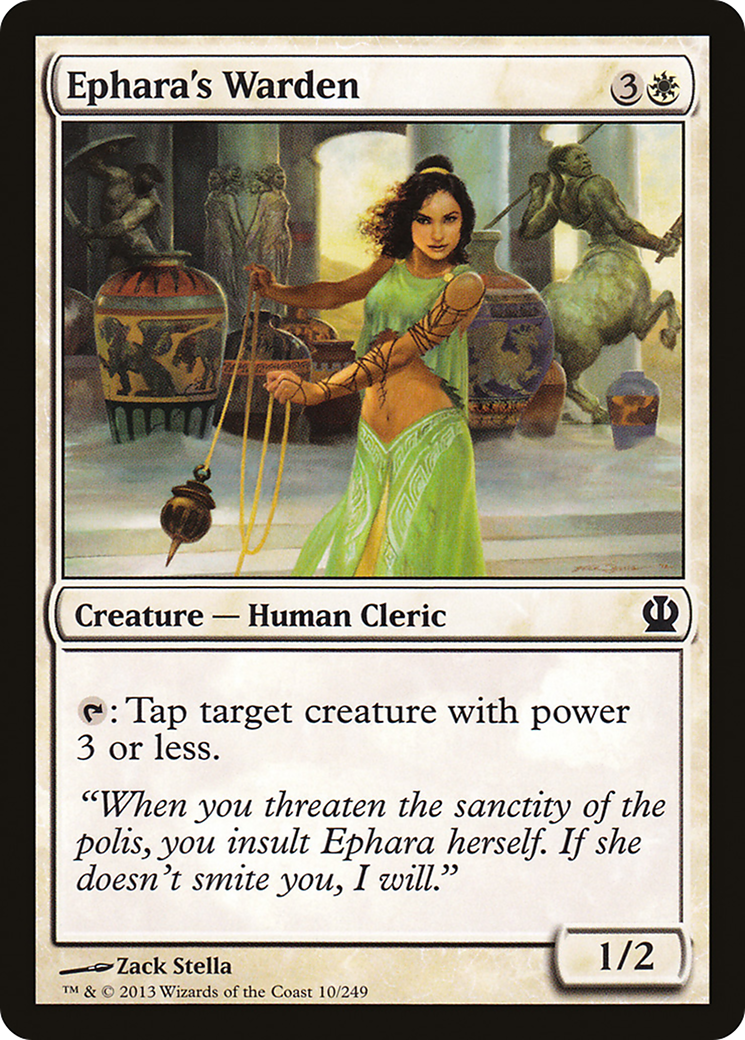 Ephara's Warden 3
Creature — Human Cleric
: Tap target creature with power
3 or less.
“When you threaten the sanctity of the
polis, you insult Ephara herself. If she
doesn't smite you, I will.”
1/2
Zack Stella
™ & © 2013 Wizards of the Coast 10/249